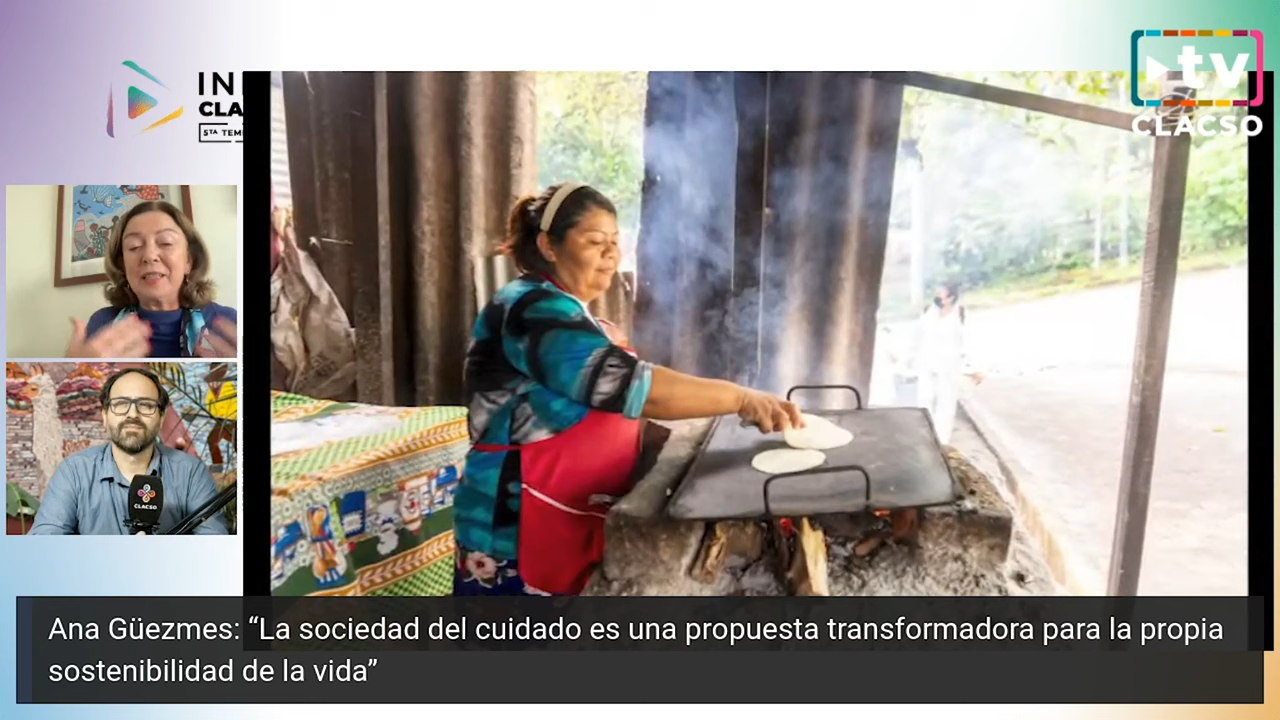 IN
CLA
5TA TEM
tv
CLACSO
CLACSO
Ana Güezmes: “La sociedad del cuidado es una propuesta transformadora para la propia
sostenibilidad de la vida”